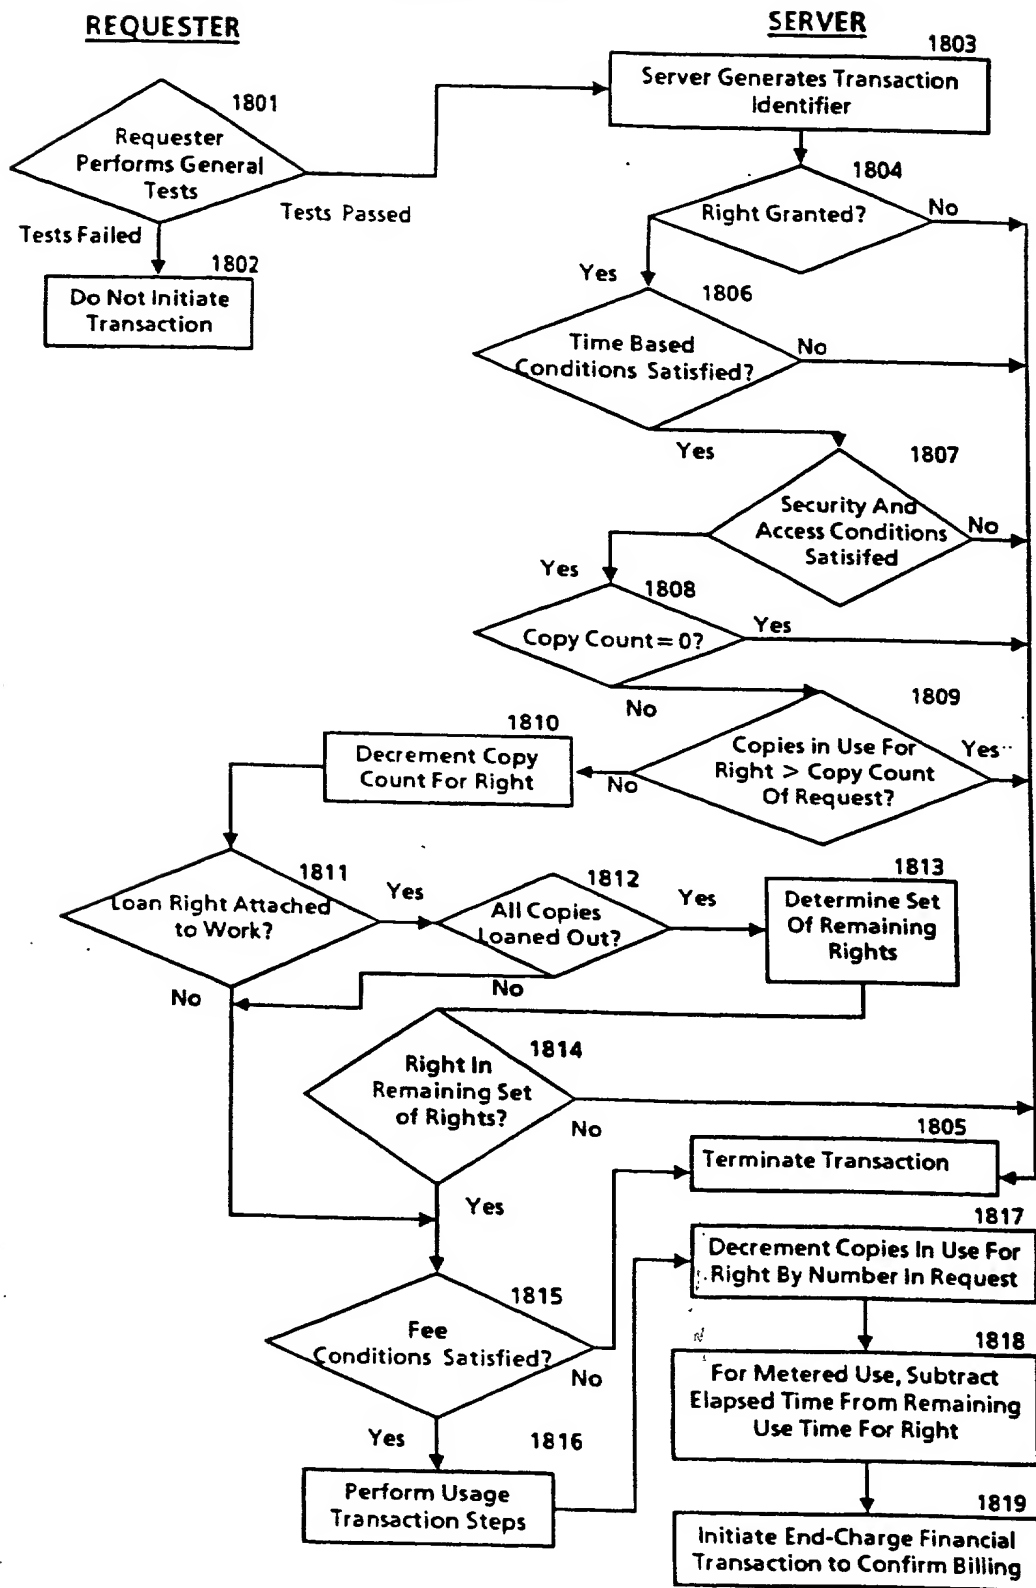 REQUESTER
SERVER
1803
Server Generates Transaction
Identifier
1801
Requester
Performs General
Tests
Tests Passed
Tests Failed
1802
Do Not Initiate
Transaction
1804
Right Granted?
No
Yes
1806
Time Based
Conditions Satisfied?
No
Yes
1807
Security And
Access Conditions
Satisifed
No
Yes
1808
Copy Count = 0?
Yes
No
1809
Copies in Use For
Right > Copy Count
Of Request?
Yes
No
1810
Decrement Copy
Count For Right
1811
Loan Right Attached
to Work?
Yes
No
1812
All Copies
Loaned Out?
Yes
No
1813
Determine Set
Of Remaining
Rights
1814
Right In
Remaining Set
of Rights?
No
Yes
1805
Terminate Transaction
1815
Fee
Conditions Satisfied?
No
Yes
1816
Perform Usage
Transaction Steps
1817
Decrement Copies In Use For
Right By Number In Request
1818
For Metered Use, Subtract
Elapsed Time From Remaining
Use Time For Right
1819
Initiate End-Charge Financial
Transaction to Confirm Billing